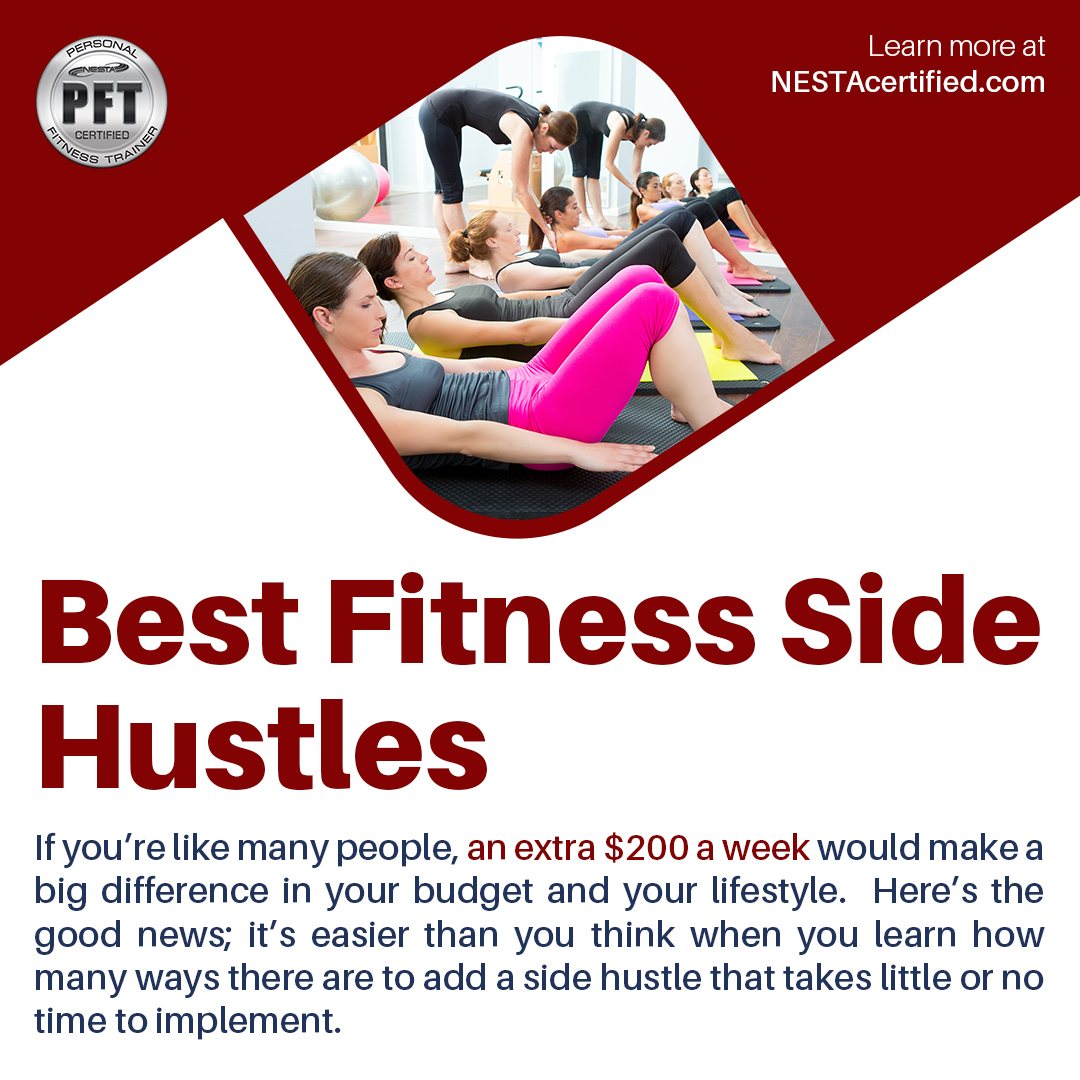 PERSONAL
NESTA
PFT
CERTIFIED
FITNESS TRAINER
Learn more at
NESTAcertified.com
Best Fitness Side
Hustles
If you’re like many people, an extra $200 a week would make a
big difference in your budget and your lifestyle.  Here’s the
good news; it’s easier than you think when you learn how
many ways there are to add a side hustle that takes little or no
time to implement.